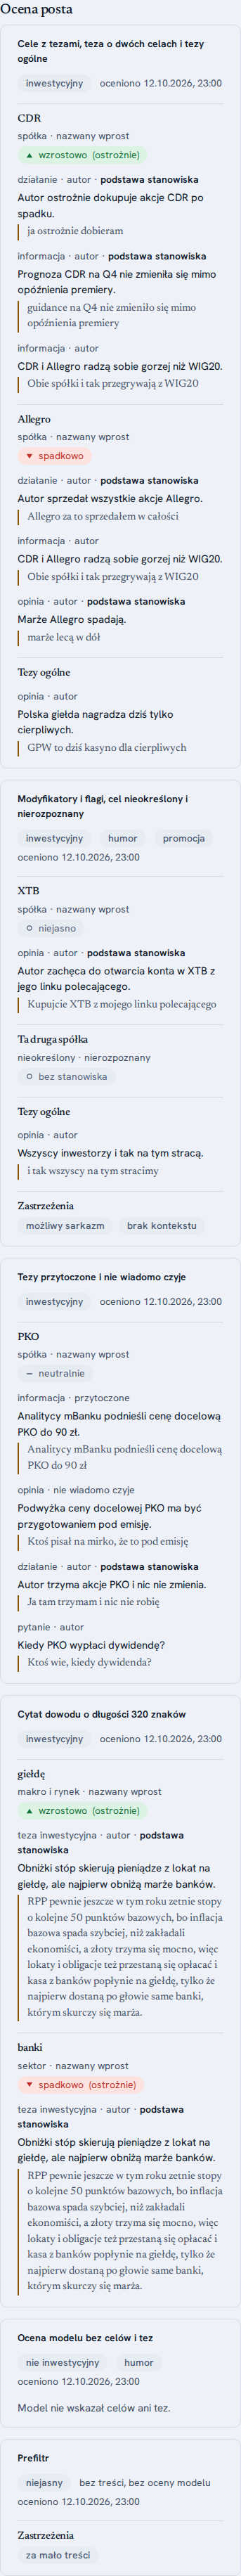 Ocena posta
Cele z tezami, teza o dwóch celach i tezy
ogólne
inwestycyjny oceniono 12.10.2026, 23:00
CDR
spółka · nazwany wprost
▲ wzrostowo (ostrożnie)
działanie · autor · podstawa stanowiska
Autor ostrożnie dokupuje akcje CDR po
spadku.
ja ostrożnie dobieram
informacja · autor · podstawa stanowiska
Prognoza CDR na Q4 nie zmieniła się mimo
opóźnienia premiery.
guidance na Q4 nie zmieniło się mimo
opóźnienia premiery
informacja · autor
CDR i Allegro radzą sobie gorzej niż WIG20.
Obie spółki i tak przegrywają z WIG20
Allegro
spółka · nazwany wprost
▼ spadkowo
działanie · autor · podstawa stanowiska
Autor sprzedał wszystkie akcje Allegro.
Allegro za to sprzedałem w całości
informacja · autor
CDR i Allegro radzą sobie gorzej niż WIG20.
Obie spółki i tak przegrywają z WIG20
opinia · autor · podstawa stanowiska
Marże Allegro spadają.
marże lecą w dół
Tezy ogólne
opinia · autor
Polska giełda nagradza dziś tylko
cierpliwych.
GPW to dziś kasyno dla cierpliwych
Modyfikatory i flagi, cel nieokreślony i
nierozpoznany
inwestycyjny humor promocja
oceniono 12.10.2026, 23:00
XTB
spółka · nazwany wprost
○ niejasno
opinia · autor · podstawa stanowiska
Autor zachęca do otwarcia konta w XTB z
jego linku polecającego.
Kupujcie XTB z mojego linku polecającego
Ta druga spółka
nieokreślony · nierozpoznany
○ bez stanowiska
Tezy ogólne
opinia · autor
Wszyscy inwestorzy i tak na tym stracą.
i tak wszyscy na tym stracimy
Zastrzeżenia
możliwy sarkazm brak kontekstu
Tezy przytoczone i nie wiadomo czyje
inwestycyjny oceniono 12.10.2026, 23:00
PKO
spółka · nazwany wprost
– neutralnie
informacja · przytoczone
Analitycy mBanku podnieśli cenę docelową
PKO do 90 zł.
Analitycy mBanku podnieśli cenę docelową
PKO do 90 zł
opinia · nie wiadomo czyje
Podwyżka ceny docelowej PKO ma być
przygotowaniem pod emisję.
Ktoś pisał na mirko, że to pod emisję
działanie · autor · podstawa stanowiska
Autor trzyma akcje PKO i nic nie zmienia.
Ja tam trzymam i nic nie robię
pytanie · autor
Kiedy PKO wypłaci dywidendę?
Ktoś wie, kiedy dywidenda?
Cytat dowodu o długości 320 znaków
inwestycyjny oceniono 12.10.2026, 23:00
giełdę
makro i rynek · nazwany wprost
▲ wzrostowo (ostrożnie)
teza inwestycyjna · autor · podstawa
stanowiska
Obniżki stóp skierują pieniądze z lokat na
giełdę, ale najpierw obniżą marże banków.
RPP pewnie jeszcze w tym roku zetnie stopy
o kolejne 50 punktów bazowych, bo inflacja
bazowa spada szybciej, niż zakładali
ekonomiści, a złoty trzyma się mocno, więc
lokaty i obligacje też przestaną się opłacać i
kasa z banków popłynie na giełdę, tylko że
najpierw dostaną po głowie same banki,
którym skurczy się marża.
banki
sektor · nazwany wprost
▼ spadkowo (ostrożnie)
teza inwestycyjna · autor · podstawa
stanowiska
Obniżki stóp skierują pieniądze z lokat na
giełdę, ale najpierw obniżą marże banków.
RPP pewnie jeszcze w tym roku zetnie stopy
o kolejne 50 punktów bazowych, bo inflacja
bazowa spada szybciej, niż zakładali
ekonomiści, a złoty trzyma się mocno, więc
lokaty i obligacje też przestaną się opłacać i
kasa z banków popłynie na giełdę, tylko że
najpierw dostaną po głowie same banki,
którym skurczy się marża.
Ocena modelu bez celów i tez
nie inwestycyjny humor
oceniono 12.10.2026, 23:00
Model nie wskazał celów ani tez.
Prefiltr
niejasny bez treści, bez oceny modelu
oceniono 12.10.2026, 23:00
Zastrzeżenia
za mało treści